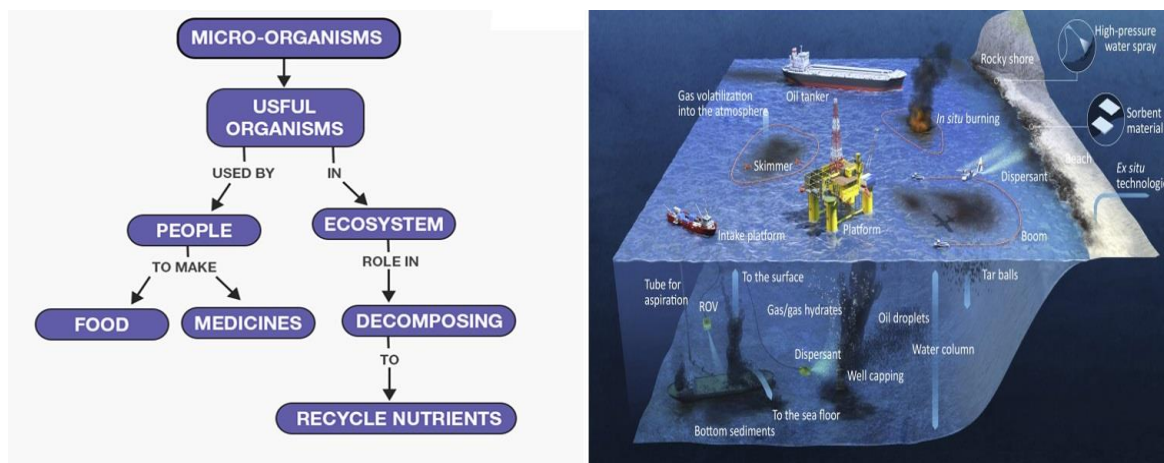 MICRO-ORGANISMS
USFUL
ORGANISMS
USED BY
IN
PEOPLE
ECOSYSTEM
TO MAKE
ROLE IN
FOOD
MEDICINES
DECOMPOSING
TO
RECYCLE NUTRIENTS
High-pressure
water spray
Rocky shore
Oil tanker
Gas volatilization
into the atmosphere
In situ burning
Sorbent
material
Skimmer
Dispersant
Beach
Ex situ
technologi
Intake platform
Platform
Boom
Tube for
aspiration
To the surface
Tar balls
ROV
Gas/gas hydrates
Oil droplets
Water column
Dispersant
Well capping
To the sea floor
Bottom sediments